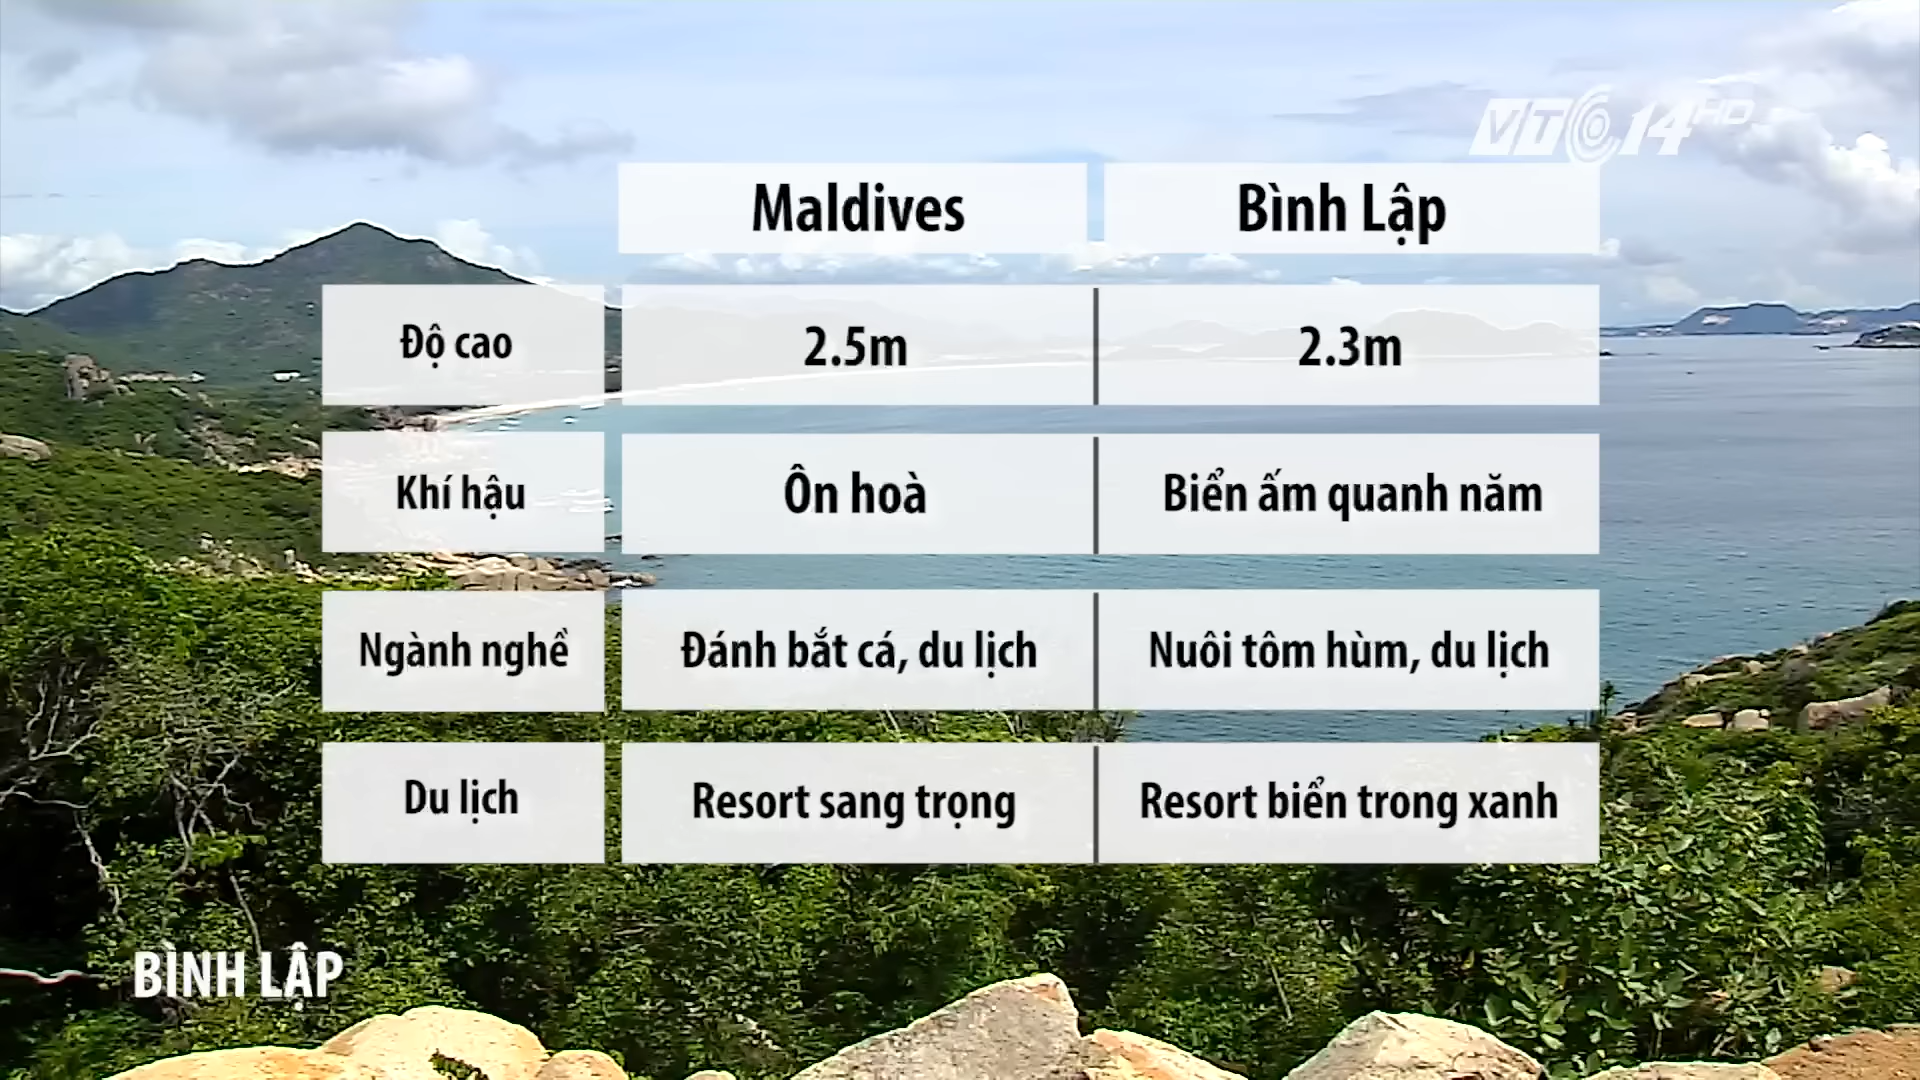 VTC14HD
Maldives Bình Lập
Độ cao 2.5m 2.3m
Khí hậu Ôn hoà Biển ấm quanh năm
Ngành nghề Đánh bắt cá, du lịch Nuôi tôm hùm, du lịch
Du lịch Resort sang trọng Resort biển trong xanh
BÌNH LẬP